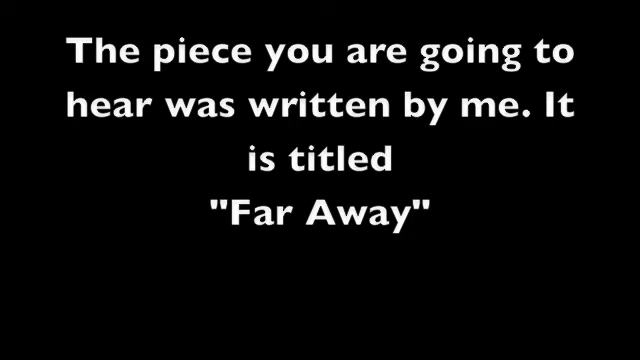 The piece you are going to
hear was written by me. It
is titled
"Far Away"